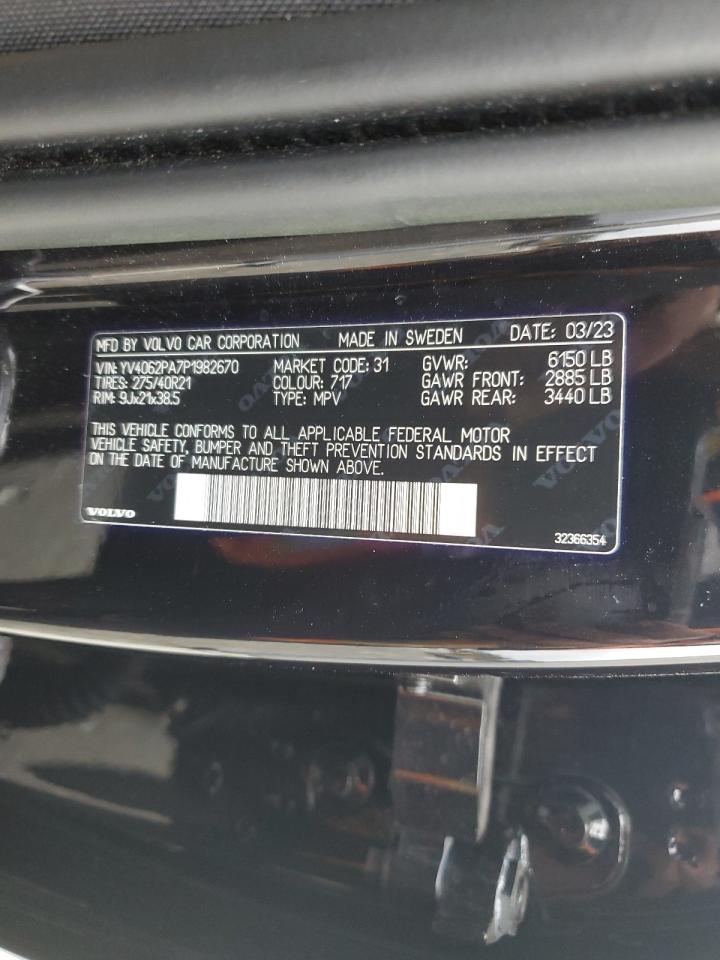 MFD BY VOLVO CAR CORPORATION MADE IN SWEDEN DATE: 03/23
VIN: YV4062PA7P1982670 MARKET CODE: 31 GVWR: 6150 LB
TIRES: 275/40R21 COLOUR: 717 GAWR FRONT: 2885 LB
RIM: 9Jx21x38.5 TYPE: MPV GAWR REAR: 3440 LB
THIS VEHICLE CONFORMS TO ALL APPLICABLE FEDERAL MOTOR
VEHICLE SAFETY, BUMPER AND THEFT PREVENTION STANDARDS IN EFFECT
ON THE DATE OF MANUFACTURE SHOWN ABOVE.
VOLVO 32366354